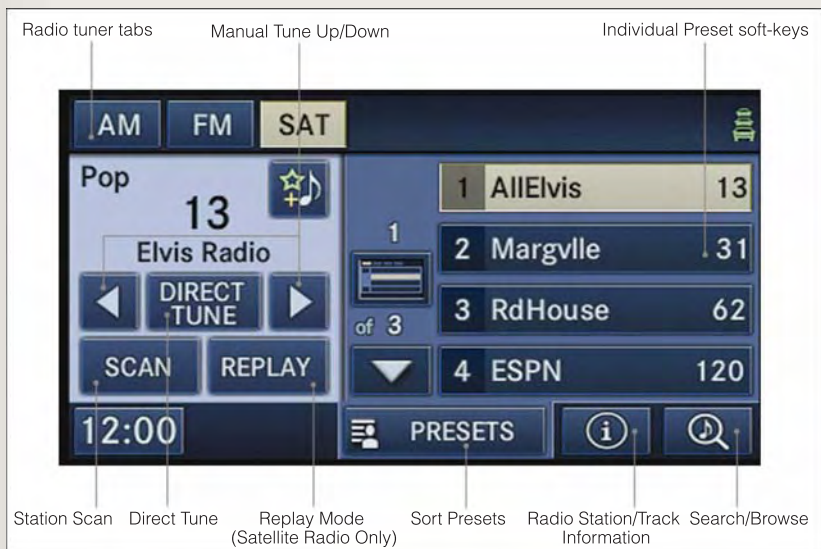 Radio tuner tabs
Manual Tune Up/Down
Individual Preset soft-keys
AM
FM
SAT
Pop
13
Elvis Radio
DIRECT
TUNE
SCAN
REPLAY
12:00
1
of 3
1 AllElvis 13
2 Margvlle 31
3 RdHouse 62
4 ESPN 120
PRESETS
i
Station Scan
Direct Tune
Replay Mode
(Satellite Radio Only)
Sort Presets
Radio Station/Track
Information
Search/Browse